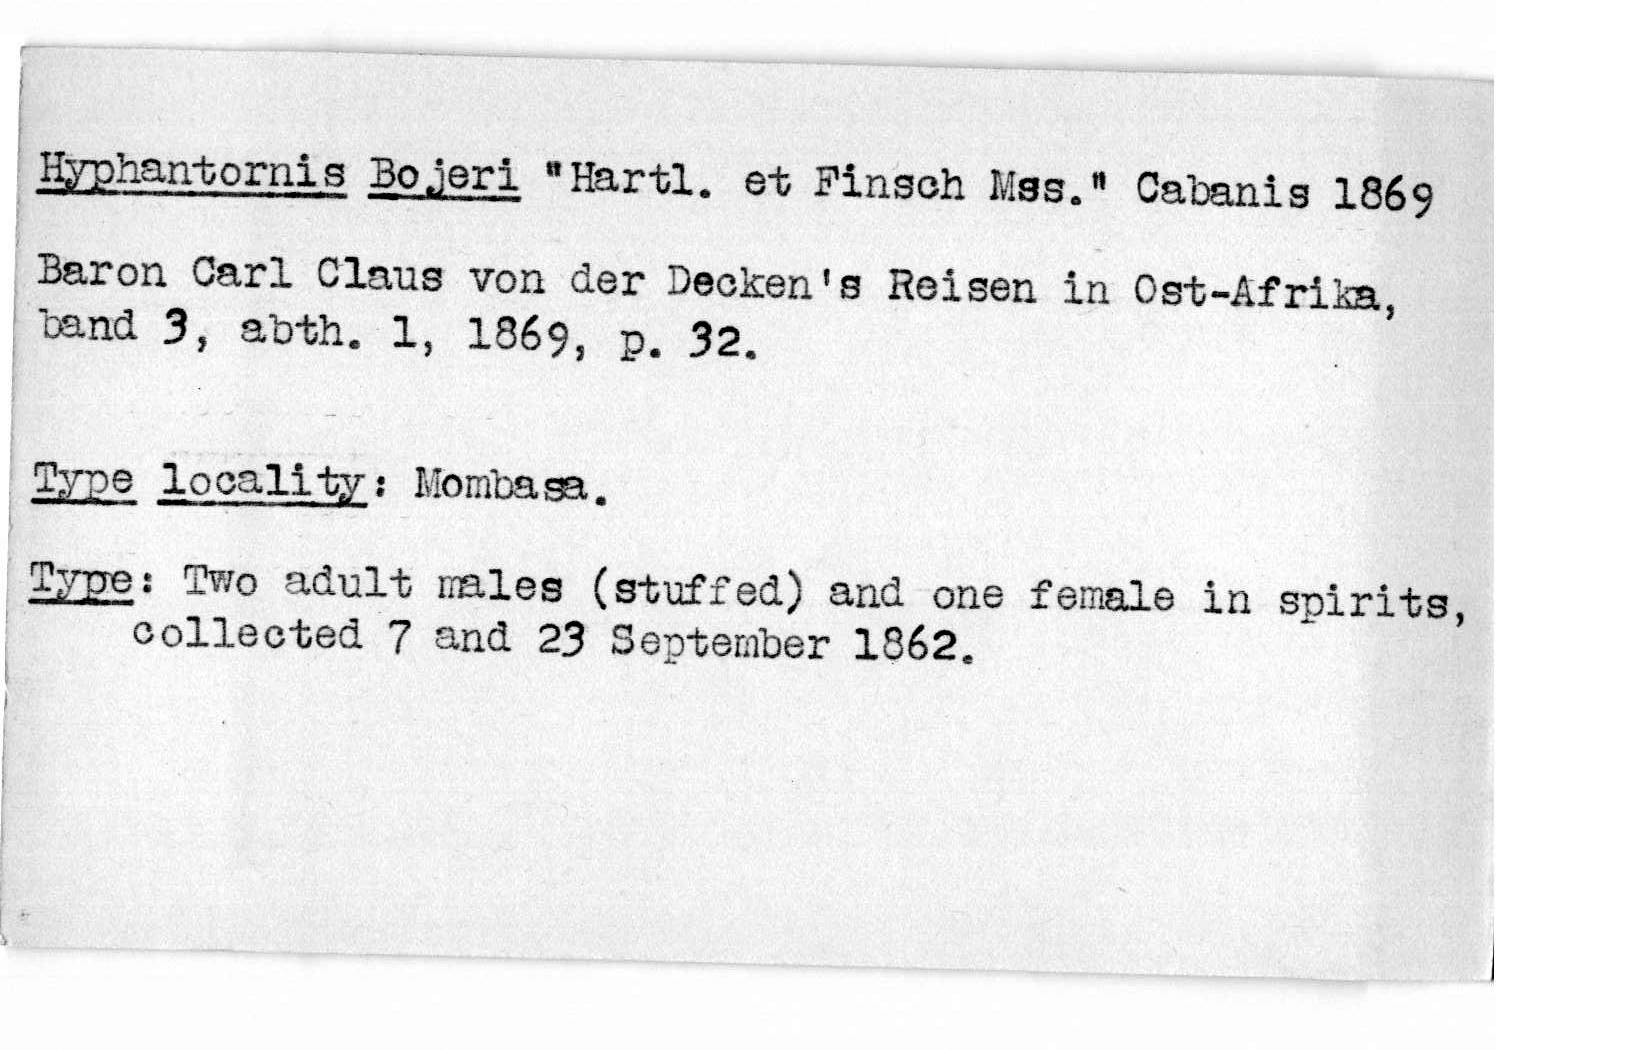 Hyphantornis Bojeri "Hartl. et Finsch Mss." Cabanis 1869
Baron Carl Claus von der Decken's Reisen in Ost-Afrika,
band 3, abth. 1, 1869, p. 32.
Type locality: Mombasa.
Type: Two adult males (stuffed) and one female in spirits,
collected 7 and 23 September 1862.